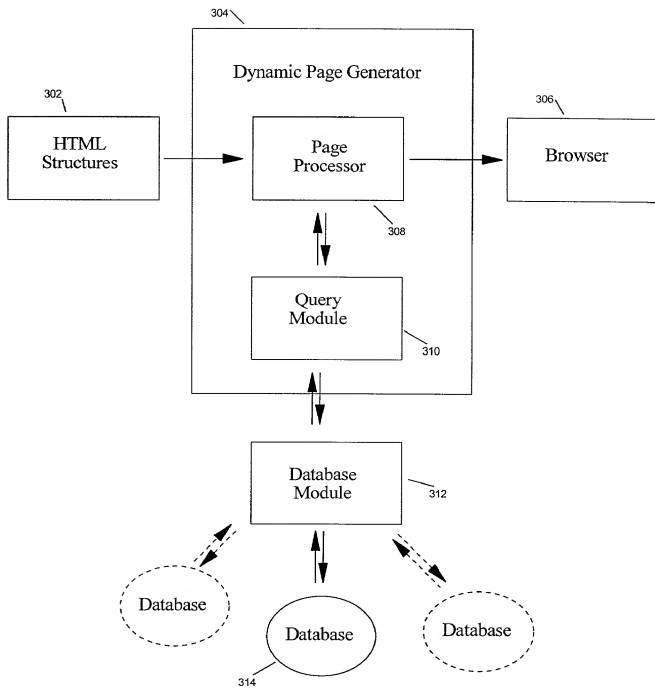 304
Dynamic Page Generator
302
306
HTML
Structures
Page
Processor
Browser
308
Query
Module
310
Database
Module
312
Database
Database
Database
314